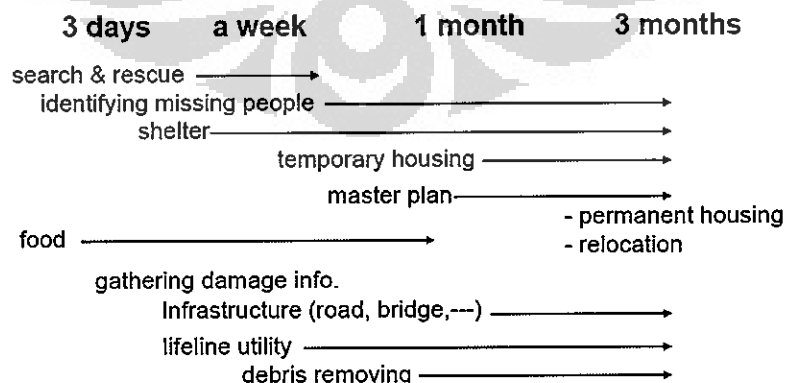 3 days a week 1 month 3 months
search & rescue
identifying missing people
shelter
temporary housing
master plan
- permanent housing
food
- relocation
gathering damage info.
Infrastructure (road, bridge,---)
lifeline utility
debris removing